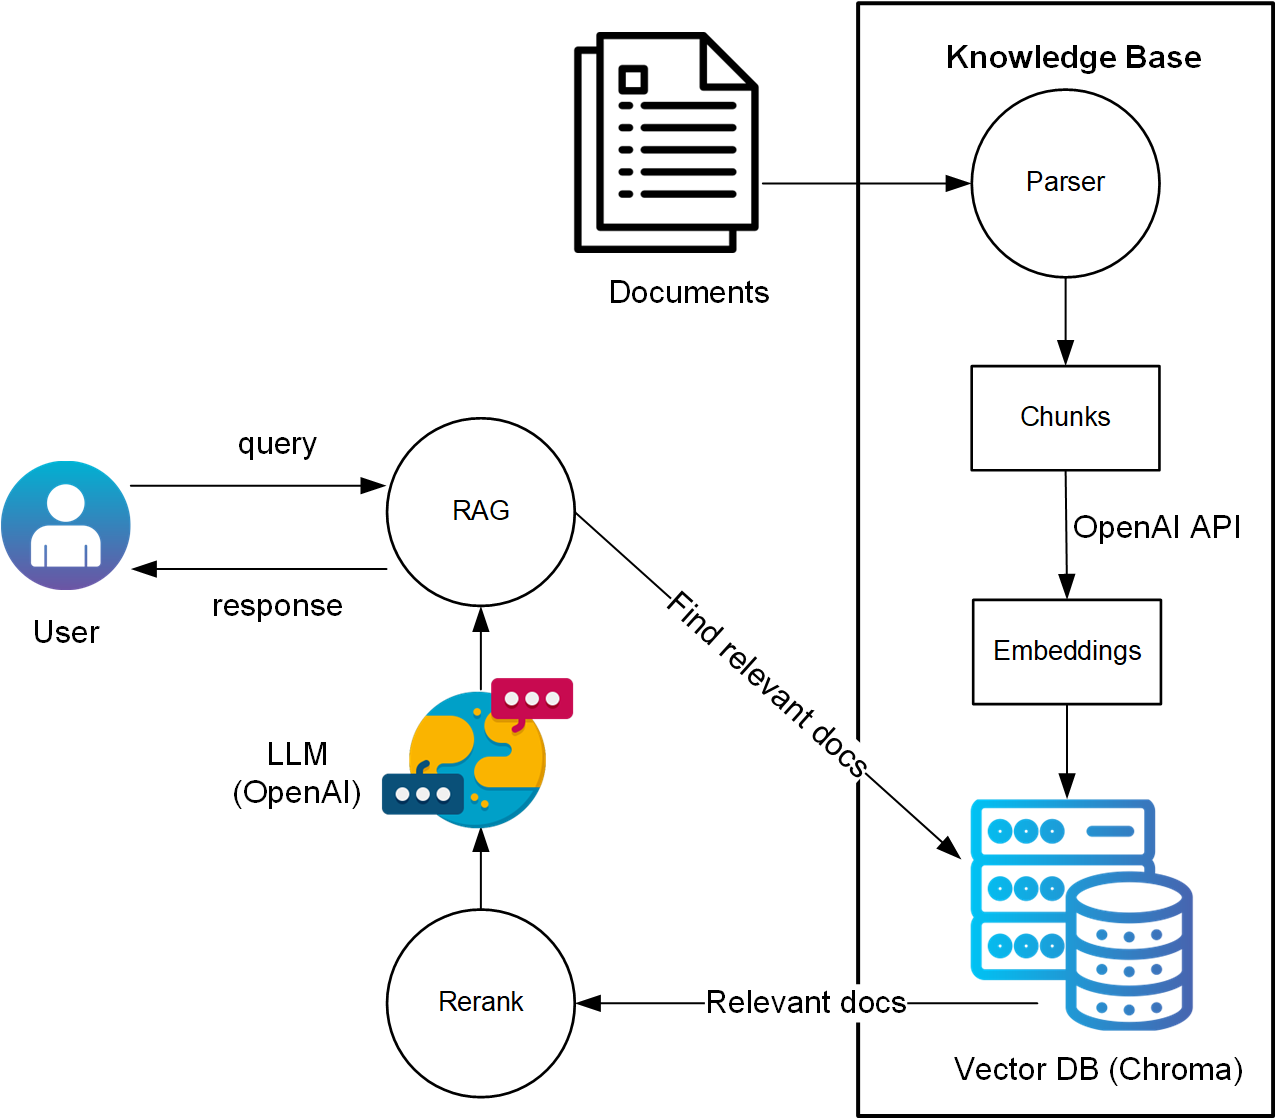 Knowledge Base
Parser
Documents
Chunks
query
RAG
OpenAI API
response
User
Find relevant docs
Embeddings
LLM
(OpenAI)
Rerank
Relevant docs
Vector DB (Chroma)